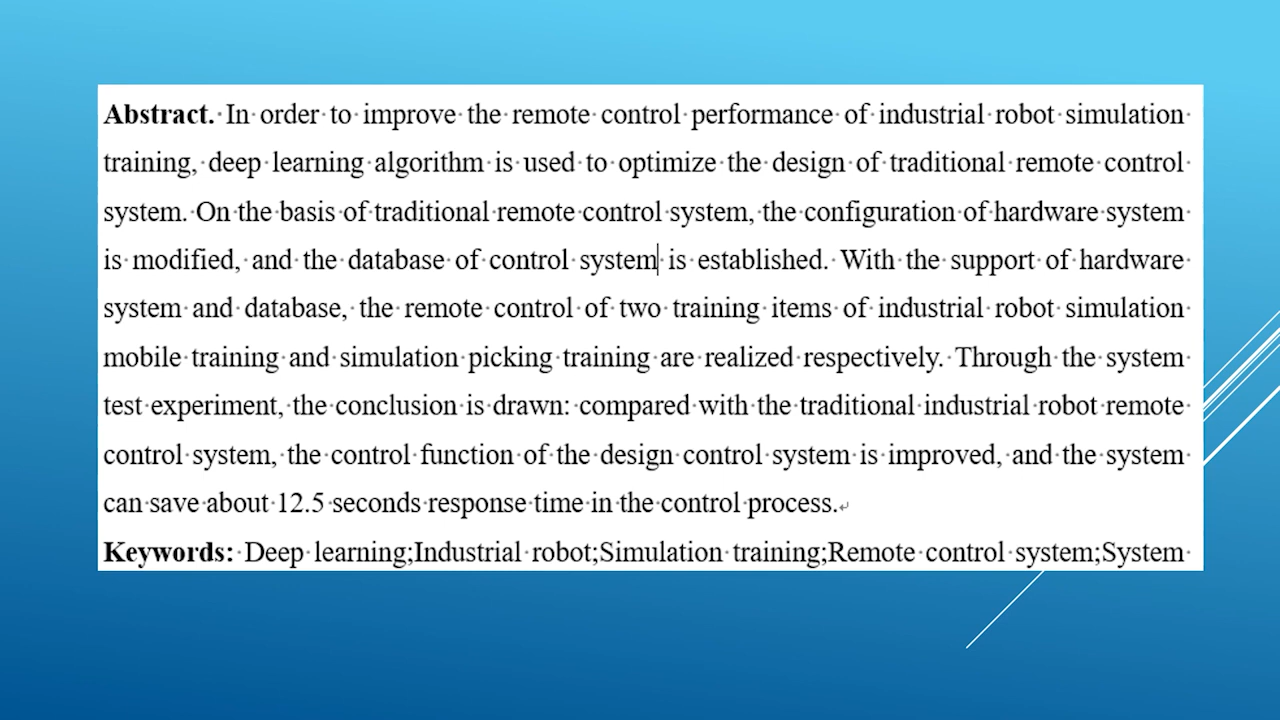 Abstract. In order to improve the remote control performance of industrial robot simulation
training, deep learning algorithm is used to optimize the design of traditional remote control
system. On the basis of traditional remote control system, the configuration of hardware system
is modified, and the database of control system is established. With the support of hardware
system and database, the remote control of two training items of industrial robot simulation
mobile training and simulation picking training are realized respectively. Through the system
test experiment, the conclusion is drawn: compared with the traditional industrial robot remote
control system, the control function of the design control system is improved, and the system
can save about 12.5 seconds response time in the control process.
Keywords: Deep learning;Industrial robot;Simulation training;Remote control system;System